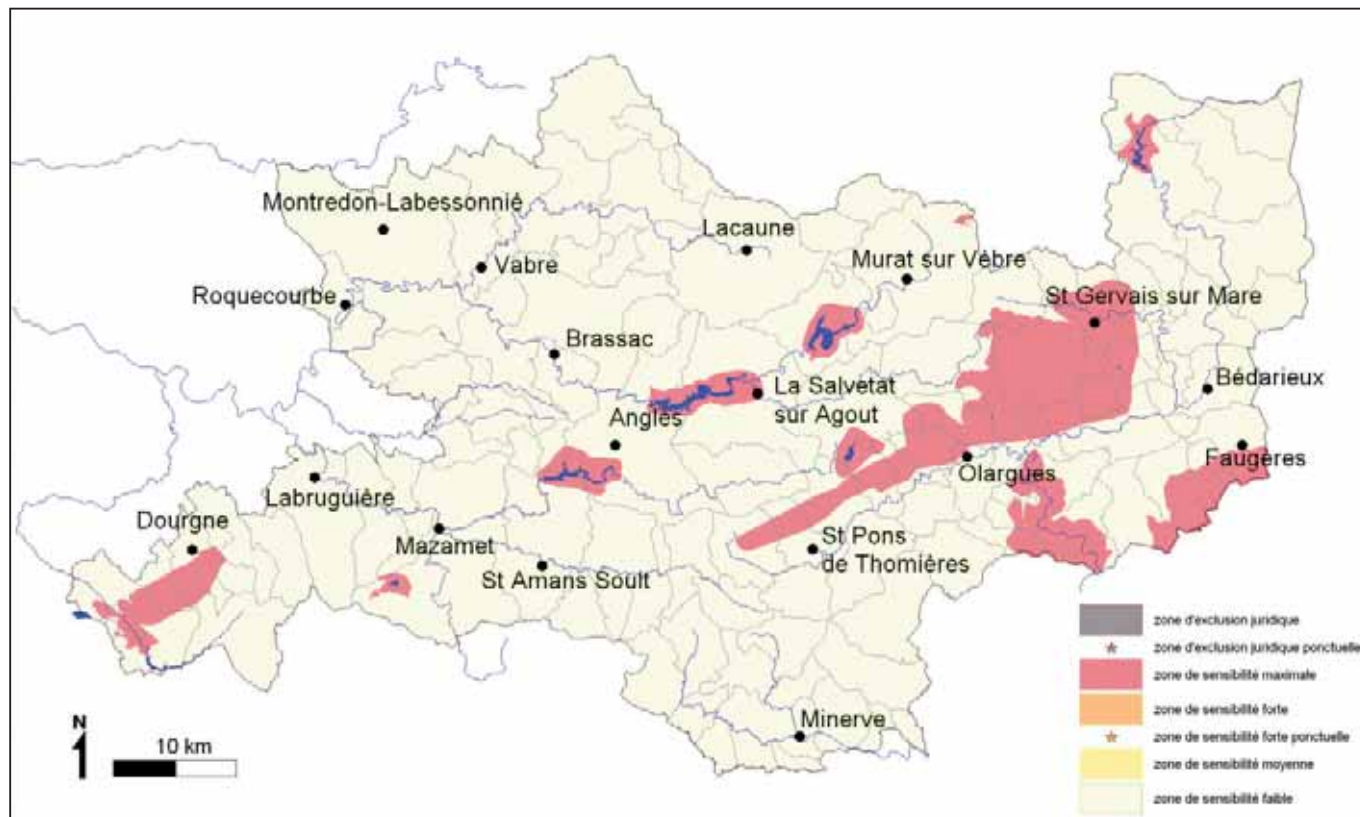 Montredon-Labessonnié
Lacaune
Vabre
Murat sur Vèbre
Roquecourbe
St Gervais sur Mare
Brassac
La Salvetat
sur Agout
Bédarieux
Angles
Faugères
Olargues
Labruguière
Dourgne
Mazamet
St Pons
de Thomières
St Amans Soult
Minerve
N
10 km
zone d'exclusion juridique
zone d'exclusion juridique ponctuelle
zone de sensibilité maximale
zone de sensibilité forte
zone de sensibilité forte ponctuelle
zone de sensibilité moyenne
zone de sensibilité faible